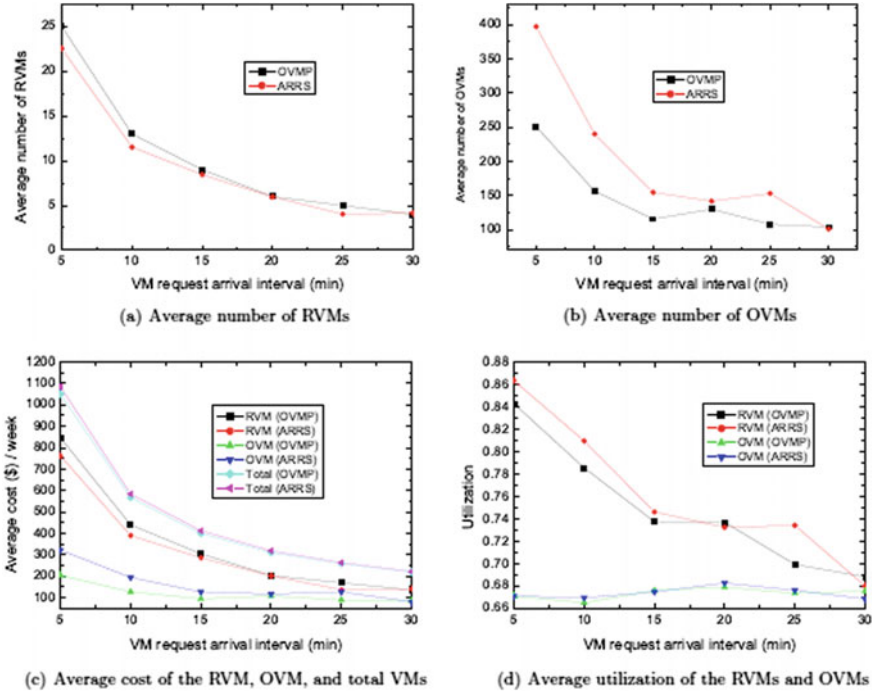 25
20
15
10
5
0
Average number of RVMs
OVMP
ARRS
5 10 15 20 25 30
VM request arrival interval (min)
(a) Average number of RVMs
400
350
300
250
200
150
100
Average number of OVMs
OVMP
ARRS
5 10 15 20 25 30
VM request arrival interval (min)
(b) Average number of OVMs
1200
1100
1000
900
800
700
600
500
400
300
200
100
Average cost ($) / week
RVM (OVMP)
RVM (ARRS)
OVM (OVMP)
OVM (ARRS)
Total (OVMP)
Total (ARRS)
5 10 15 20 25 30
VM request arrival interval (min)
(c) Average cost of the RVM, OVM, and total VMs
0.88
0.86
0.84
0.82
0.80
0.78
0.76
0.74
0.72
0.70
0.68
0.66
Utilization
RVM (OVMP)
RVM (ARRS)
OVM (OVMP)
OVM (ARRS)
5 10 15 20 25 30
VM request arrival interval (min)
(d) Average utilization of the RVMs and OVMs